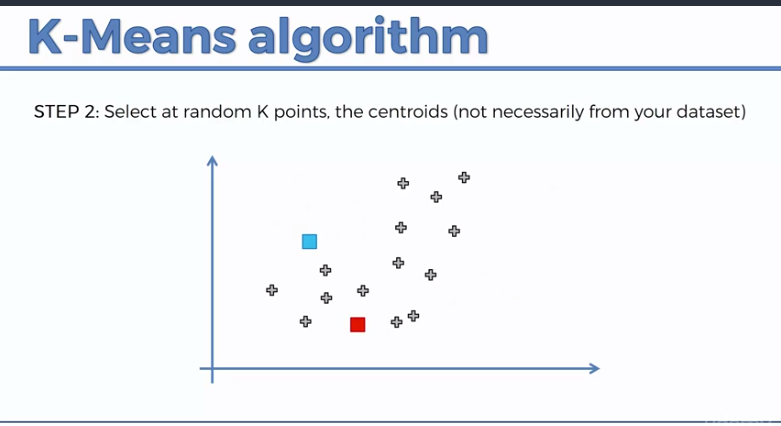 K-Means algorithm
STEP 2: Select at random K points, the centroids (not necessarily from your dataset)